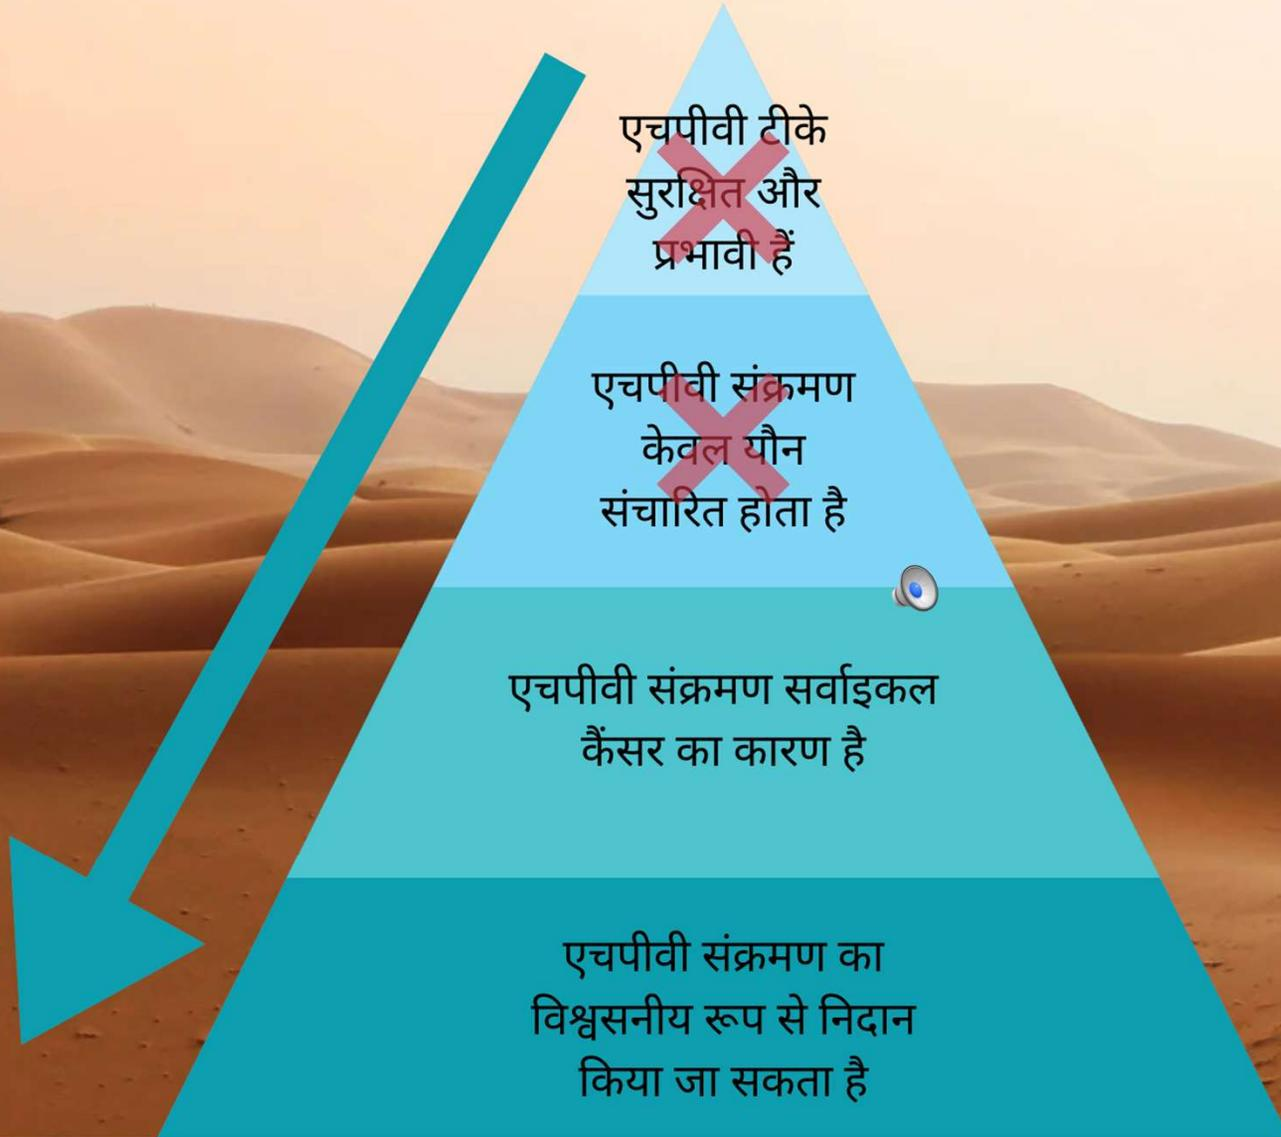 एचपीवी टीके
सुरक्षित और
प्रभावी हैं
एचपीवी संक्रमण
केवल यौन
संचारित होता है
एचपीवी संक्रमण सर्वाइकल
कैंसर का कारण है
एचपीवी संक्रमण का
विश्वसनीय रूप से निदान
किया जा सकता है